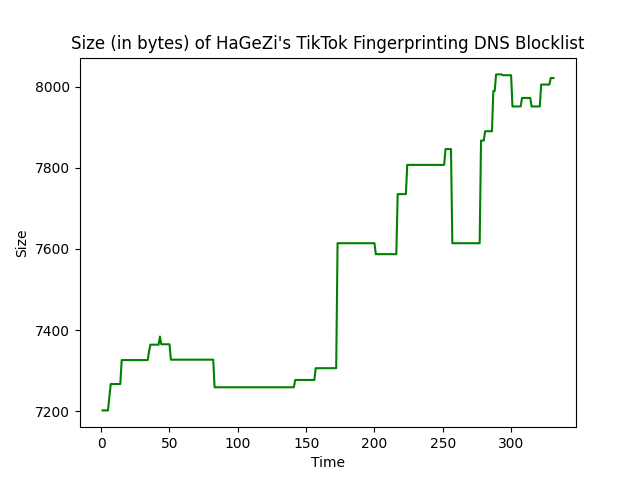 Size (in bytes) of HaGeZi's TikTok Fingerprinting DNS Blocklist
8000
7800
7600
7400
7200
Size
0 50 100 150 200 250 300
Time